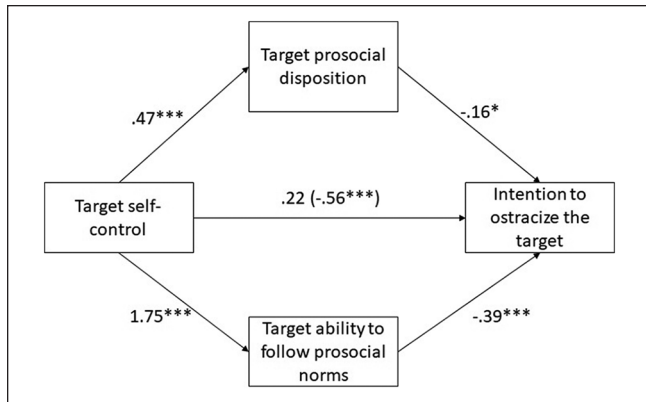 Target prosocial
disposition
.47***
-.16*
Target self-
control
.22 (-.56***)
Intention to
ostracize the
target
1.75***
-.39***
Target ability to
follow prosocial
norms